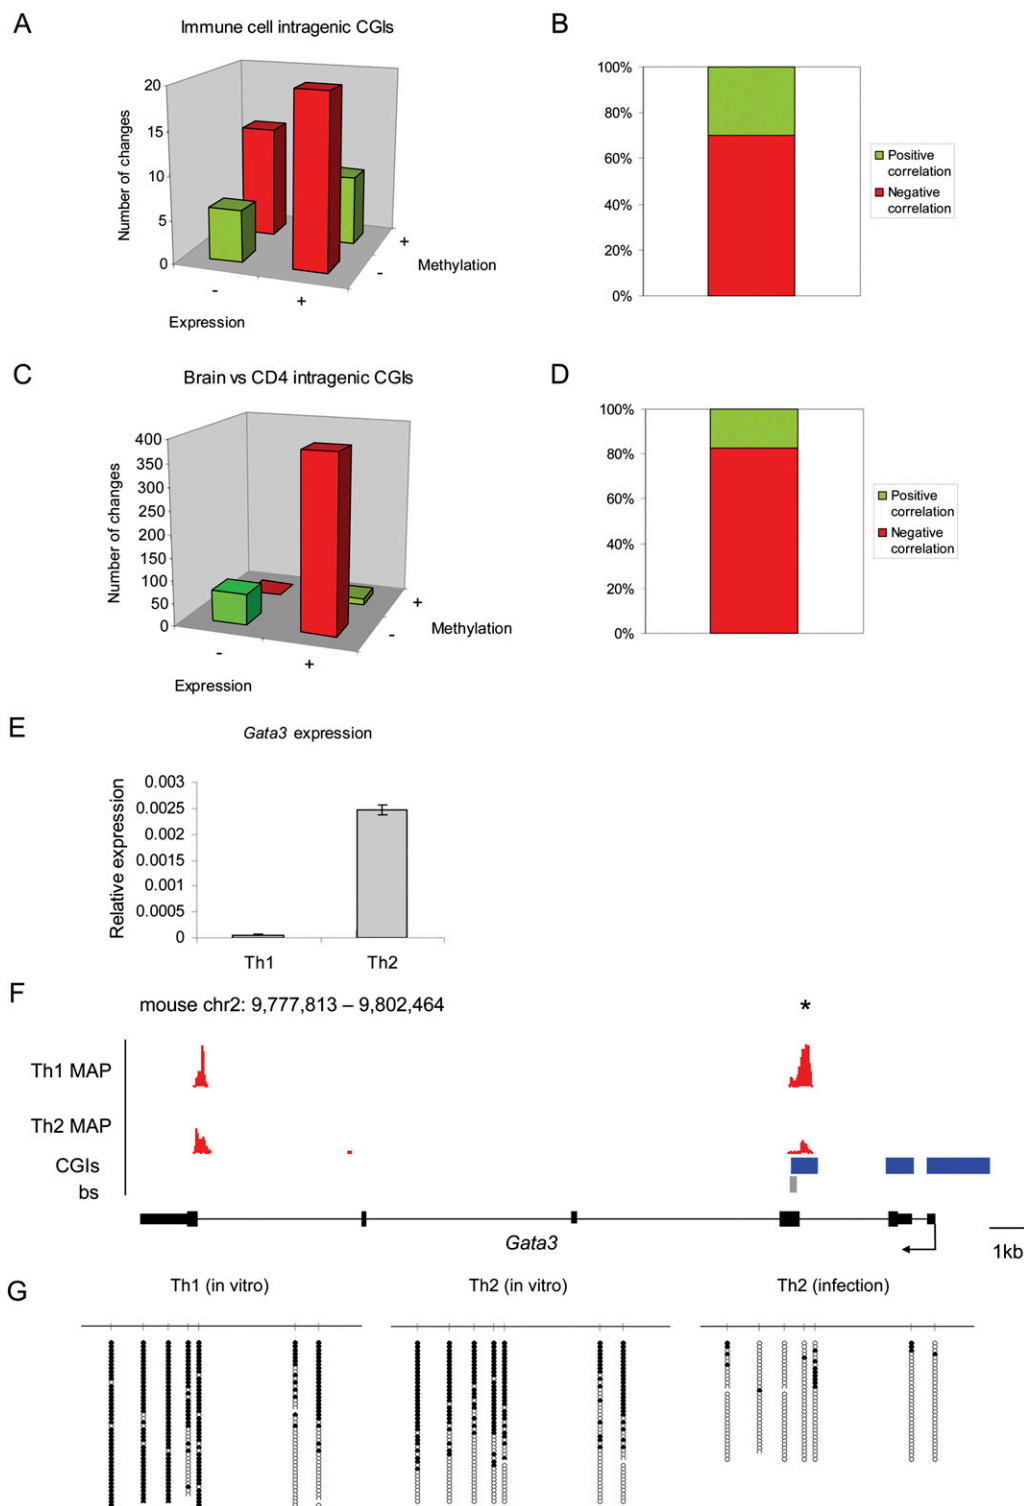 A
Immune cell intragenic CGIs
Number of changes
20
15
10
5
0
-
+
Expression
+
-
Methylation
B
100%
80%
60%
40%
20%
0%
Positive
correlation
Negative
correlation
C
Brain vs CD4 intragenic CGIs
Number of changes
400
350
300
250
200
150
100
50
0
-
+
Expression
+
-
Methylation
D
100%
80%
60%
40%
20%
0%
Positive
correlation
Negative
correlation
E
Gata3 expression
Relative expression
0.003
0.0025
0.002
0.0015
0.001
0.0005
0
Th1
Th2
F
mouse chr2: 9,777,813 – 9,802,464
*
Th1 MAP
Th2 MAP
CGIs
bs
Gata3
1kb
G
Th1 (in vitro)
Th2 (in vitro)
Th2 (infection)